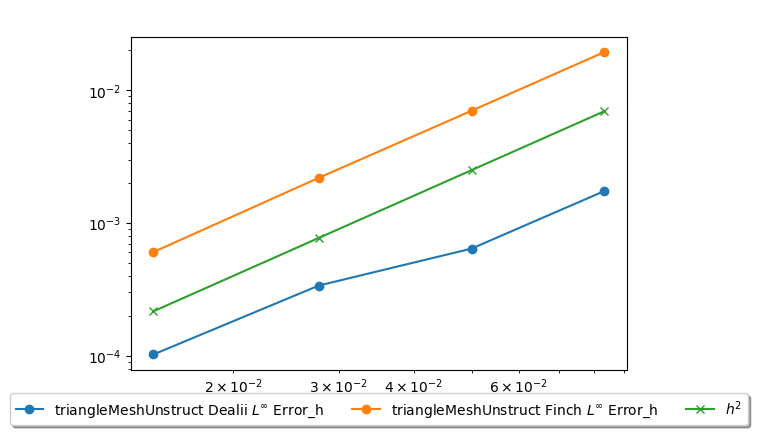 10⁻²
10⁻³
10⁻⁴
2 × 10⁻² 3 × 10⁻² 4 × 10⁻² 6 × 10⁻²
triangleMeshUnstruct Dealii L∞ Error_h triangleMeshUnstruct Finch L∞ Error_h h²